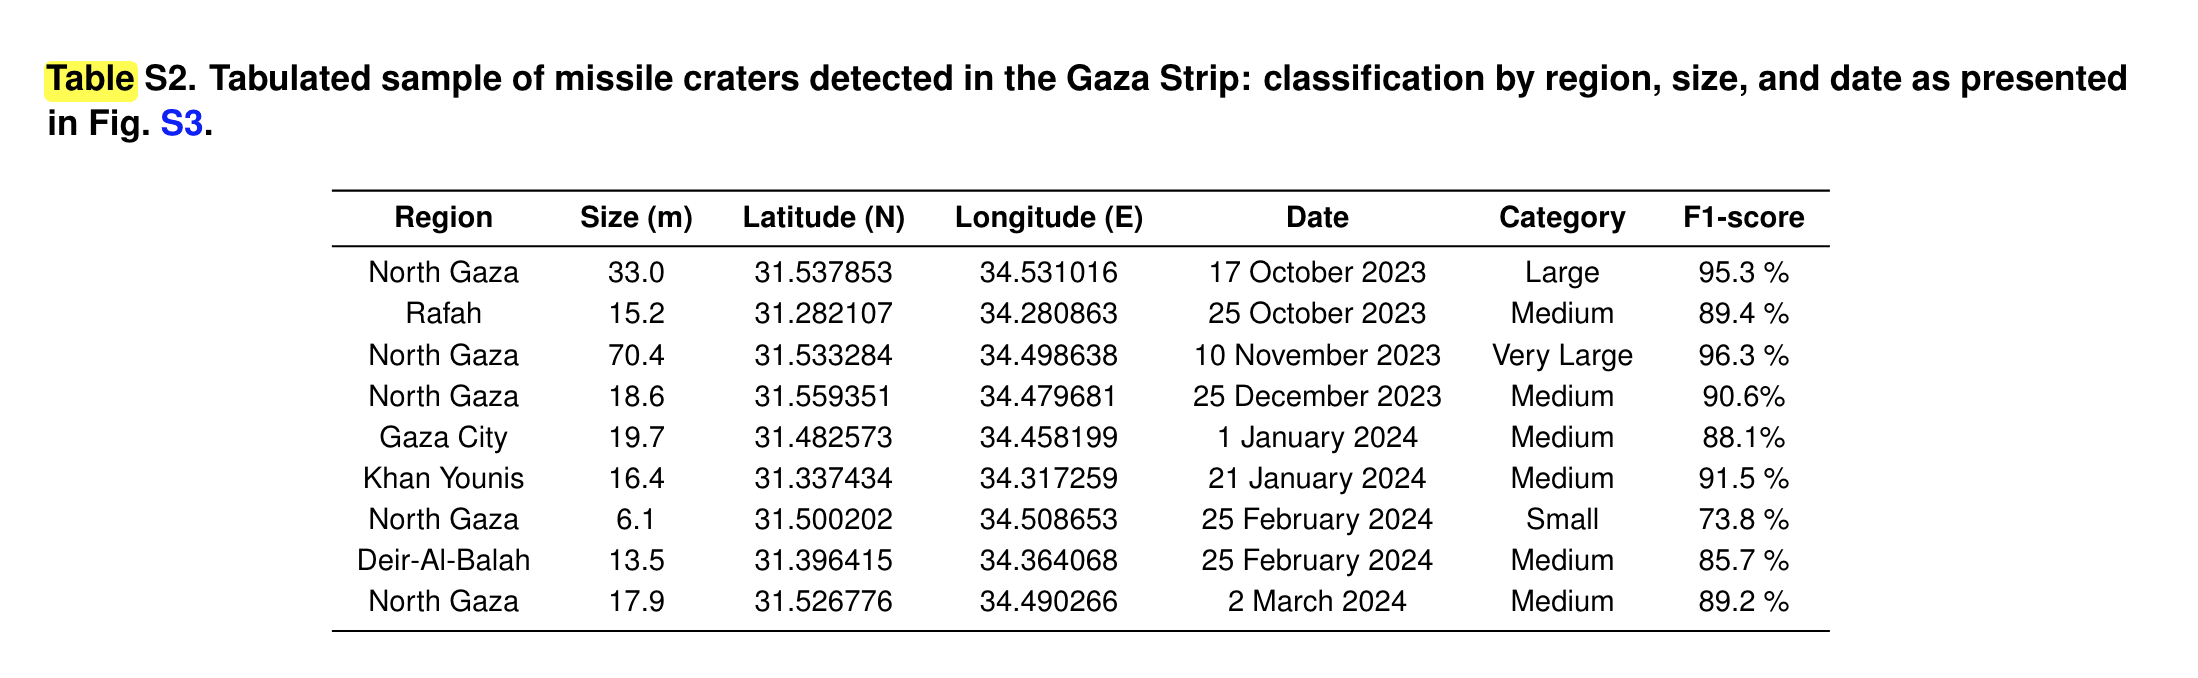 Table S2. Tabulated sample of missile craters detected in the Gaza Strip: classification by region, size, and date as presented
in Fig. S3.
Region Size (m) Latitude (N) Longitude (E) Date Category F1-score
North Gaza 33.0 31.537853 34.531016 17 October 2023 Large 95.3 %
Rafah 15.2 31.282107 34.280863 25 October 2023 Medium 89.4 %
North Gaza 70.4 31.533284 34.498638 10 November 2023 Very Large 96.3 %
North Gaza 18.6 31.559351 34.479681 25 December 2023 Medium 90.6%
Gaza City 19.7 31.482573 34.458199 1 January 2024 Medium 88.1%
Khan Younis 16.4 31.337434 34.317259 21 January 2024 Medium 91.5 %
North Gaza 6.1 31.500202 34.508653 25 February 2024 Small 73.8 %
Deir-Al-Balah 13.5 31.396415 34.364068 25 February 2024 Medium 85.7 %
North Gaza 17.9 31.526776 34.490266 2 March 2024 Medium 89.2 %